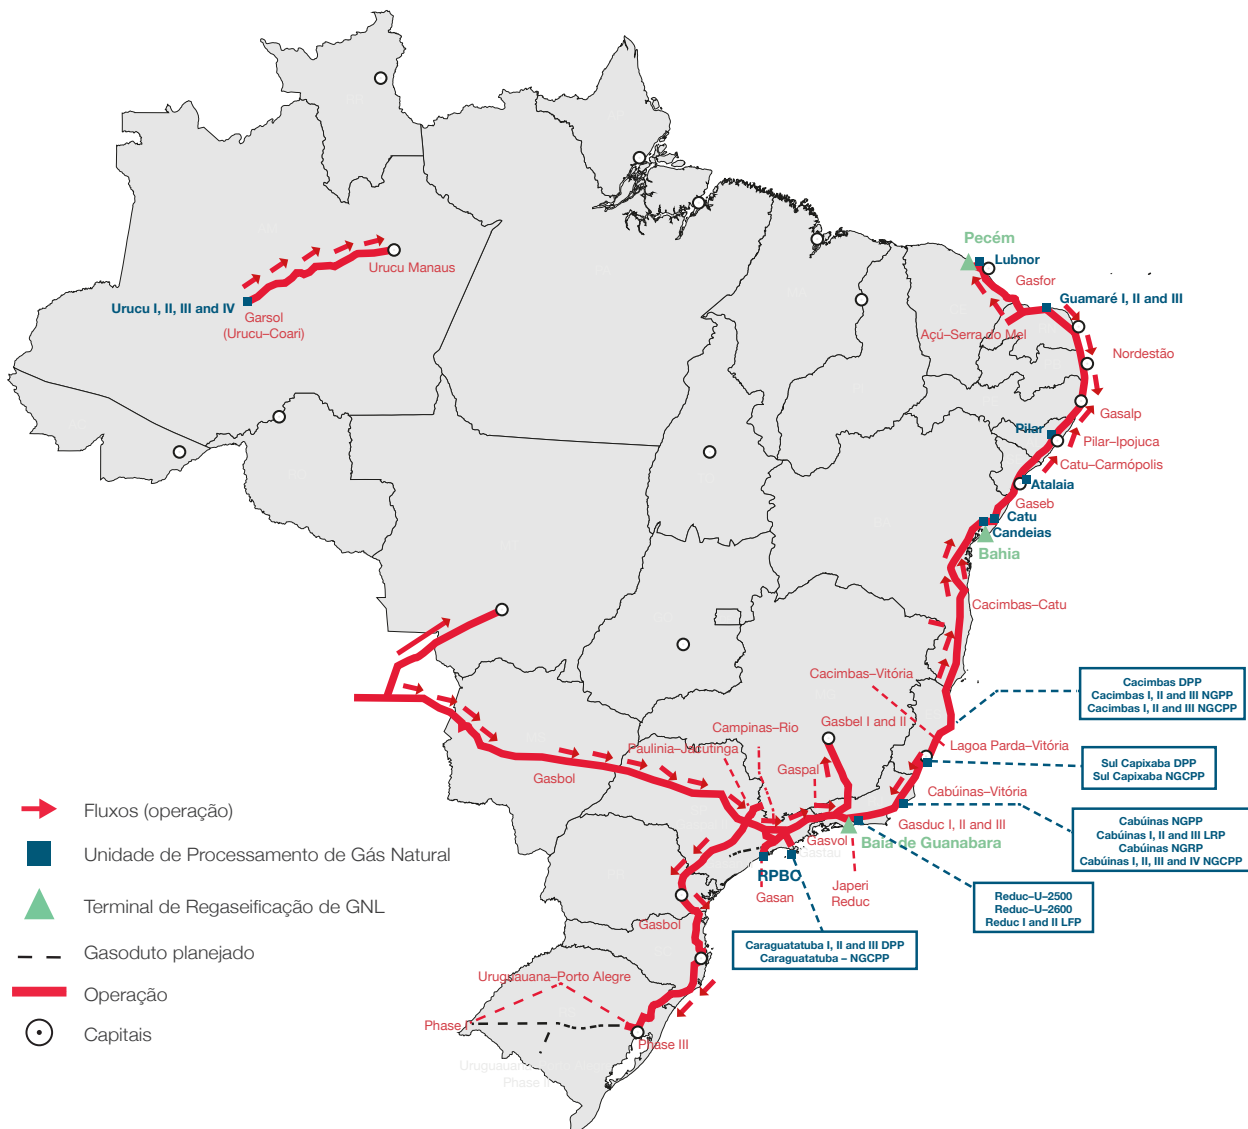 Pecém
Lubnor
Gasfor
Guamaré I, II and III
Açú–Serra do Mel
Nordestão
Gasalp
Pilar
Pilar–Ipojuca
Catu–Carmópolis
Atalaia
Gaseb
Catu
Candeias
Bahia
Cacimbas–Catu
Urucu Manaus
Urucu I, II, III and IV
Garsol
(Urucu–Coari)
Cacimbas–Vitória
Cacimbas DPP
Cacimbas I, II and III NGPP
Cacimbas I, II and III NGCPP
Campinas–Rio
Gasbel I and II
Paulinia–Jacutinga
Lagoa Parda–Vitória
Sul Capixaba DPP
Sul Capixaba NGCPP
Gasbol
Gaspal
Cabúinas–Vitória
Gasduc I, II and III
Cabúinas NGPP
Cabúinas I, II and III LRP
Cabúinas NGRP
Cabúinas I, II, III and IV NGCPP
Gasvol
Baía de Guanabara
Gastau
RPBC
Gasan
Japeri
Reduc
Reduc–U–2500
Reduc–U–2600
Reduc I and II LFP
Gasbol
Caraguatatuba I, II and III DPP
Caraguatatuba – NGCPP
Uruguauana–Porto Alegre
Phase I
Phase III
Fluxos (operação)
Unidade de Processamento de Gás Natural
Terminal de Regaseificação de GNL
Gasoduto planejado
Operação
Capitais